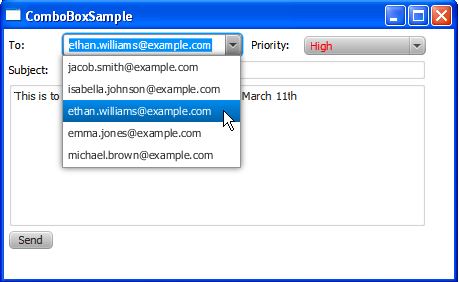 ComboBoxSample
To: ethan.williams@example.com Priority: High
Subject:
jacob.smith@example.com
isabella.johnson@example.com
This is to March 11th
ethan.williams@example.com
emma.jones@example.com
michael.brown@example.com
Send